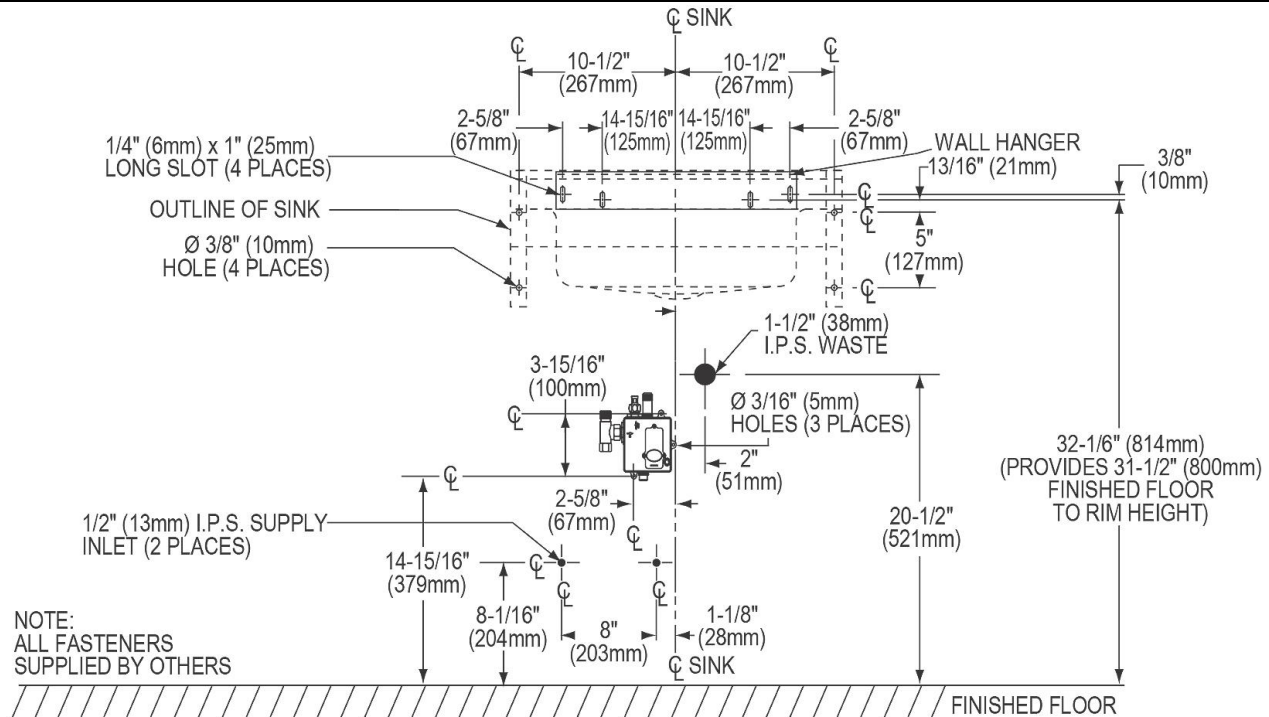 ℄ SINK
℄
℄
10-1/2"
(267mm)
10-1/2"
(267mm)
2-5/8"
(67mm)
14-15/16"
(125mm)
14-15/16"
(125mm)
2-5/8"
(67mm)
1/4" (6mm) x 1" (25mm)
LONG SLOT (4 PLACES)
WALL HANGER
13/16" (21mm)
3/8"
(10mm)
OUTLINE OF SINK
℄
℄
Ø 3/8" (10mm)
HOLE (4 PLACES)
5"
(127mm)
℄
1-1/2" (38mm)
I.P.S. WASTE
3-15/16"
(100mm)
℄
Ø 3/16" (5mm)
HOLES (3 PLACES)
32-1/6" (814mm)
(PROVIDES 31-1/2" (800mm)
FINISHED FLOOR
TO RIM HEIGHT)
℄
2"
(51mm)
2-5/8"
(67mm)
℄
20-1/2"
(521mm)
1/2" (13mm) I.P.S. SUPPLY
INLET (2 PLACES)
14-15/16"
(379mm)
℄
℄
℄
8-1/16"
(204mm)
8"
(203mm)
1-1/8"
(28mm)
NOTE:
ALL FASTENERS
SUPPLIED BY OTHERS
℄ SINK
FINISHED FLOOR